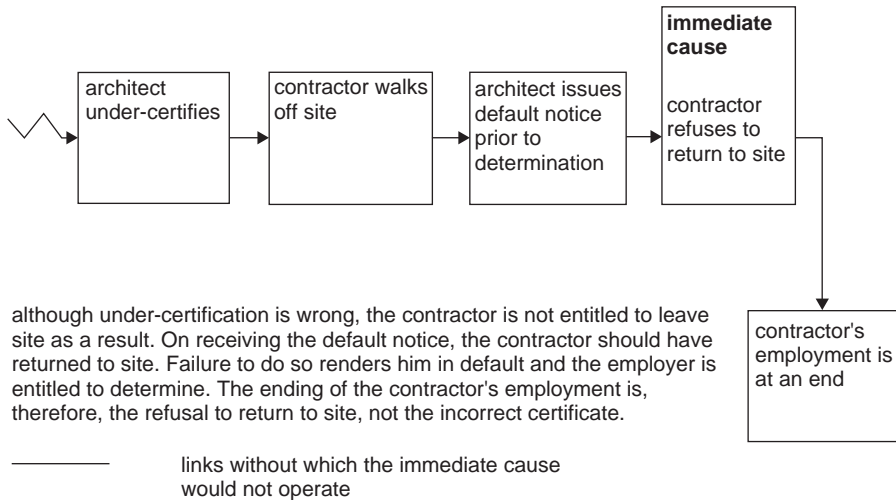 architect
under-certifies
contractor walks
off site
architect issues
default notice
prior to
determination
immediate
cause
contractor
refuses to
return to site
although under-certification is wrong, the contractor is not entitled to leave
site as a result. On receiving the default notice, the contractor should have
returned to site. Failure to do so renders him in default and the employer is
entitled to determine. The ending of the contractor's employment is,
therefore, the refusal to return to site, not the incorrect certificate.
contractor's
employment is
at an end
links without which the immediate cause
would not operate